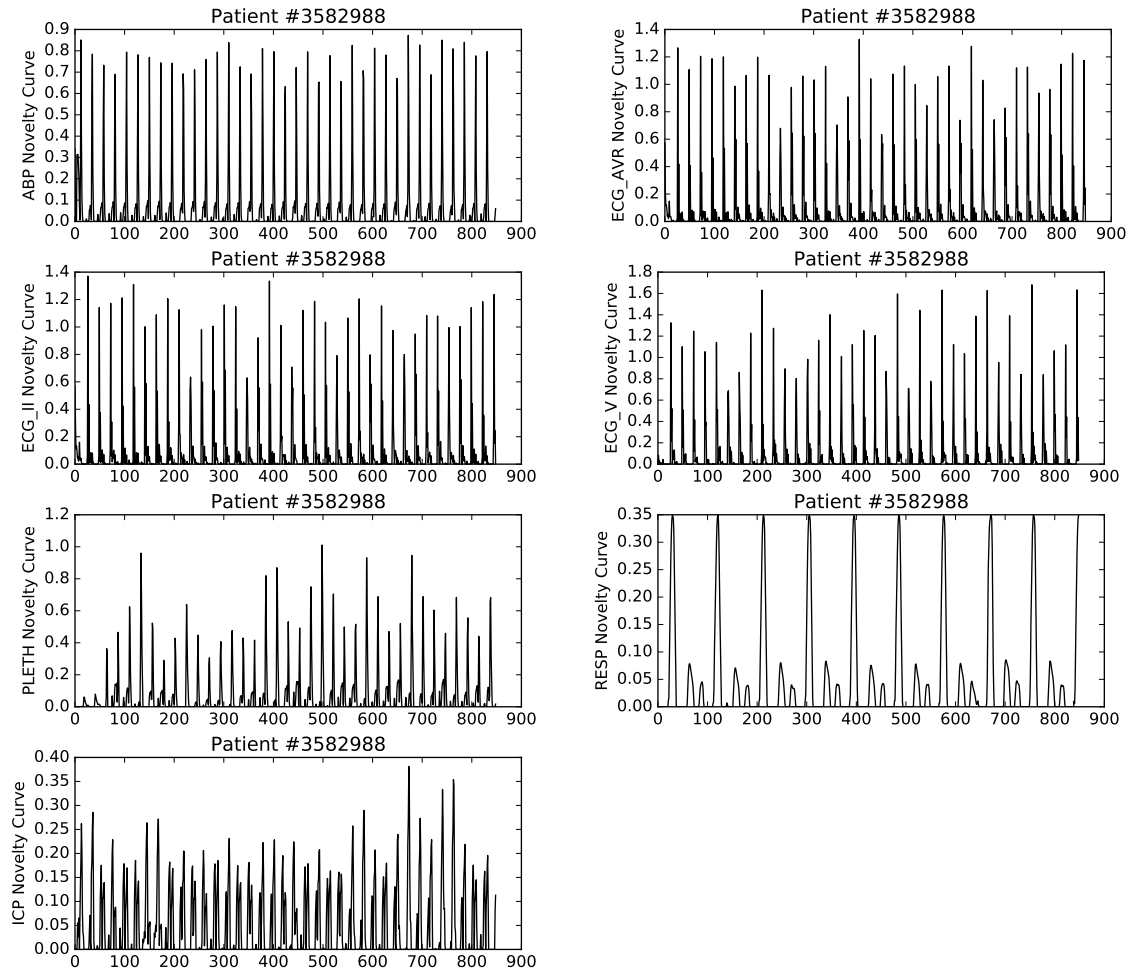 Patient #3582988
ABP Novelty Curve
0.9
0.8
0.7
0.6
0.5
0.4
0.3
0.2
0.1
0.0
0 100 200 300 400 500 600 700 800 900
Patient #3582988
ECG_AVR Novelty Curve
1.4
1.2
1.0
0.8
0.6
0.4
0.2
0.0
0 100 200 300 400 500 600 700 800 900
Patient #3582988
ECG_II Novelty Curve
1.4
1.2
1.0
0.8
0.6
0.4
0.2
0.0
0 100 200 300 400 500 600 700 800 900
Patient #3582988
ECG_V Novelty Curve
1.8
1.6
1.4
1.2
1.0
0.8
0.6
0.4
0.2
0.0
0 100 200 300 400 500 600 700 800 900
Patient #3582988
PLETH Novelty Curve
1.2
1.0
0.8
0.6
0.4
0.2
0.0
0 100 200 300 400 500 600 700 800 900
Patient #3582988
RESP Novelty Curve
0.35
0.30
0.25
0.20
0.15
0.10
0.05
0.00
0 100 200 300 400 500 600 700 800 900
Patient #3582988
ICP Novelty Curve
0.40
0.35
0.30
0.25
0.20
0.15
0.10
0.05
0.00
0 100 200 300 400 500 600 700 800 900